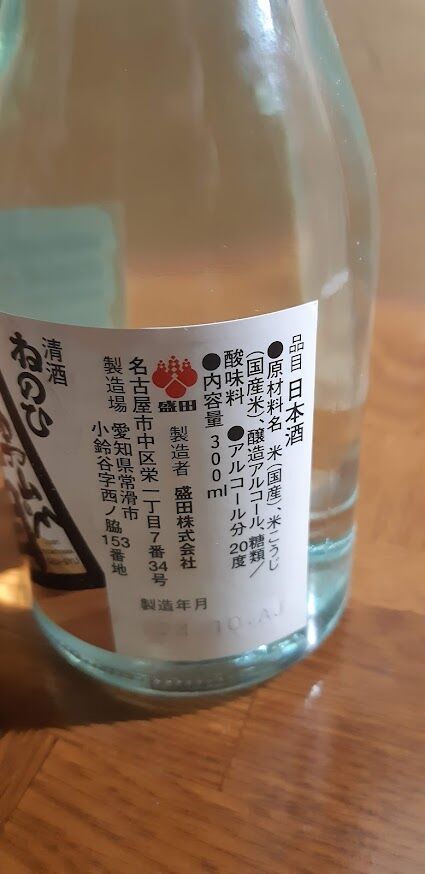 品目 日本酒
●原材料名 米(国産)、米こうじ
(国産米)、醸造アルコール、糖類/
酸味料 ●アルコール分 20度
●内容量 300ml
盛田
製造者 盛田株式会社
名古屋市中区栄一丁目7番34号
製造場 愛知県常滑市
小鈴谷字西ノ脇153番地
製造年月
清酒
ねのひ